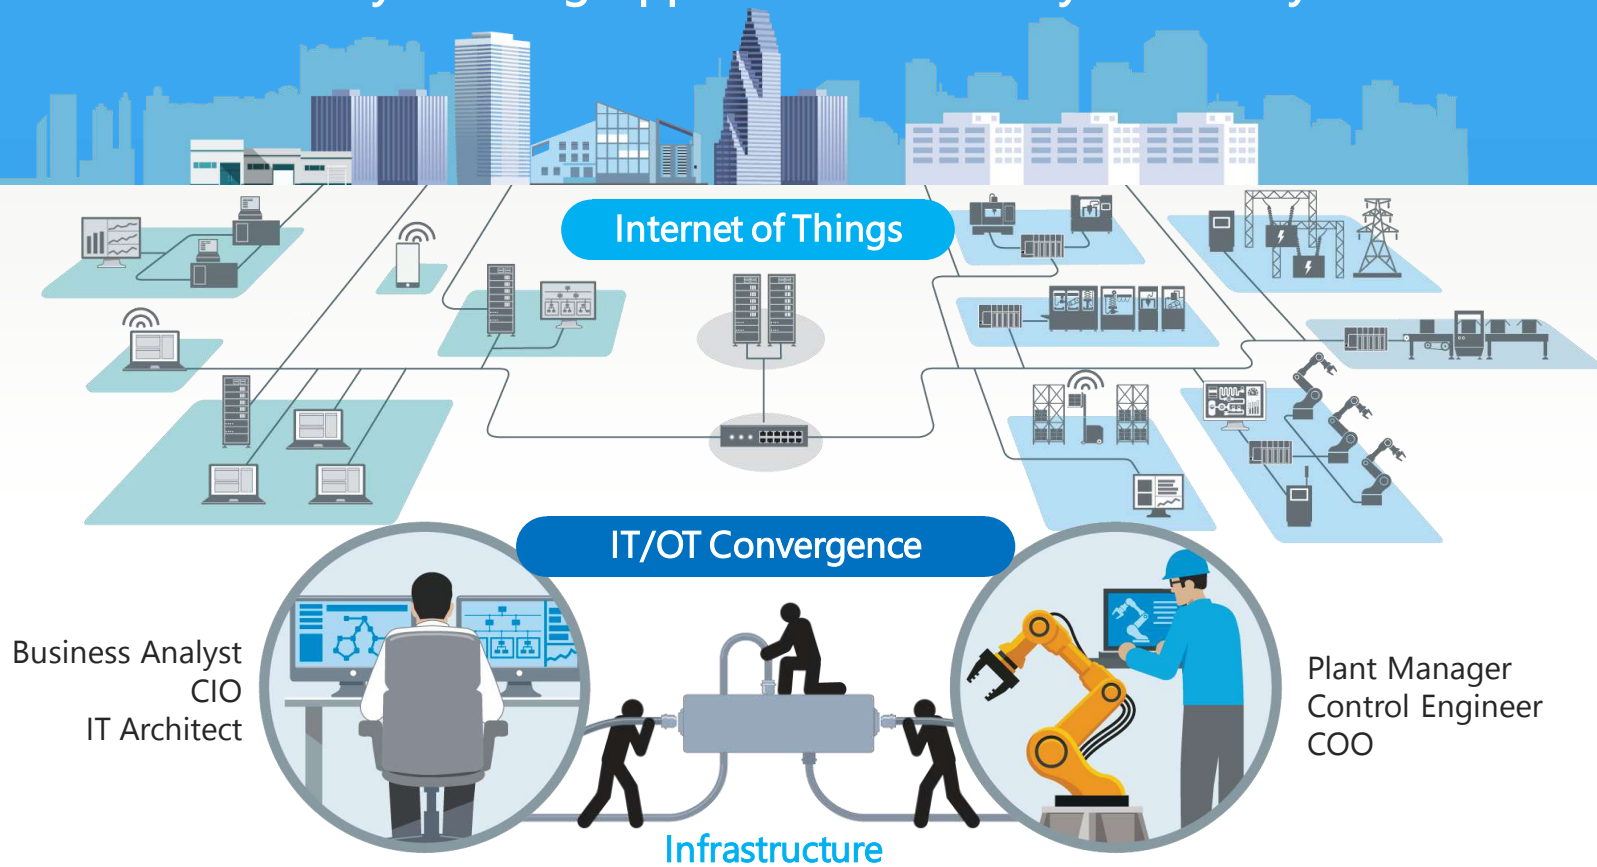 Internet of Things
IT/OT Convergence
Business Analyst
CIO
IT Architect
Plant Manager
Control Engineer
COO
Infrastructure